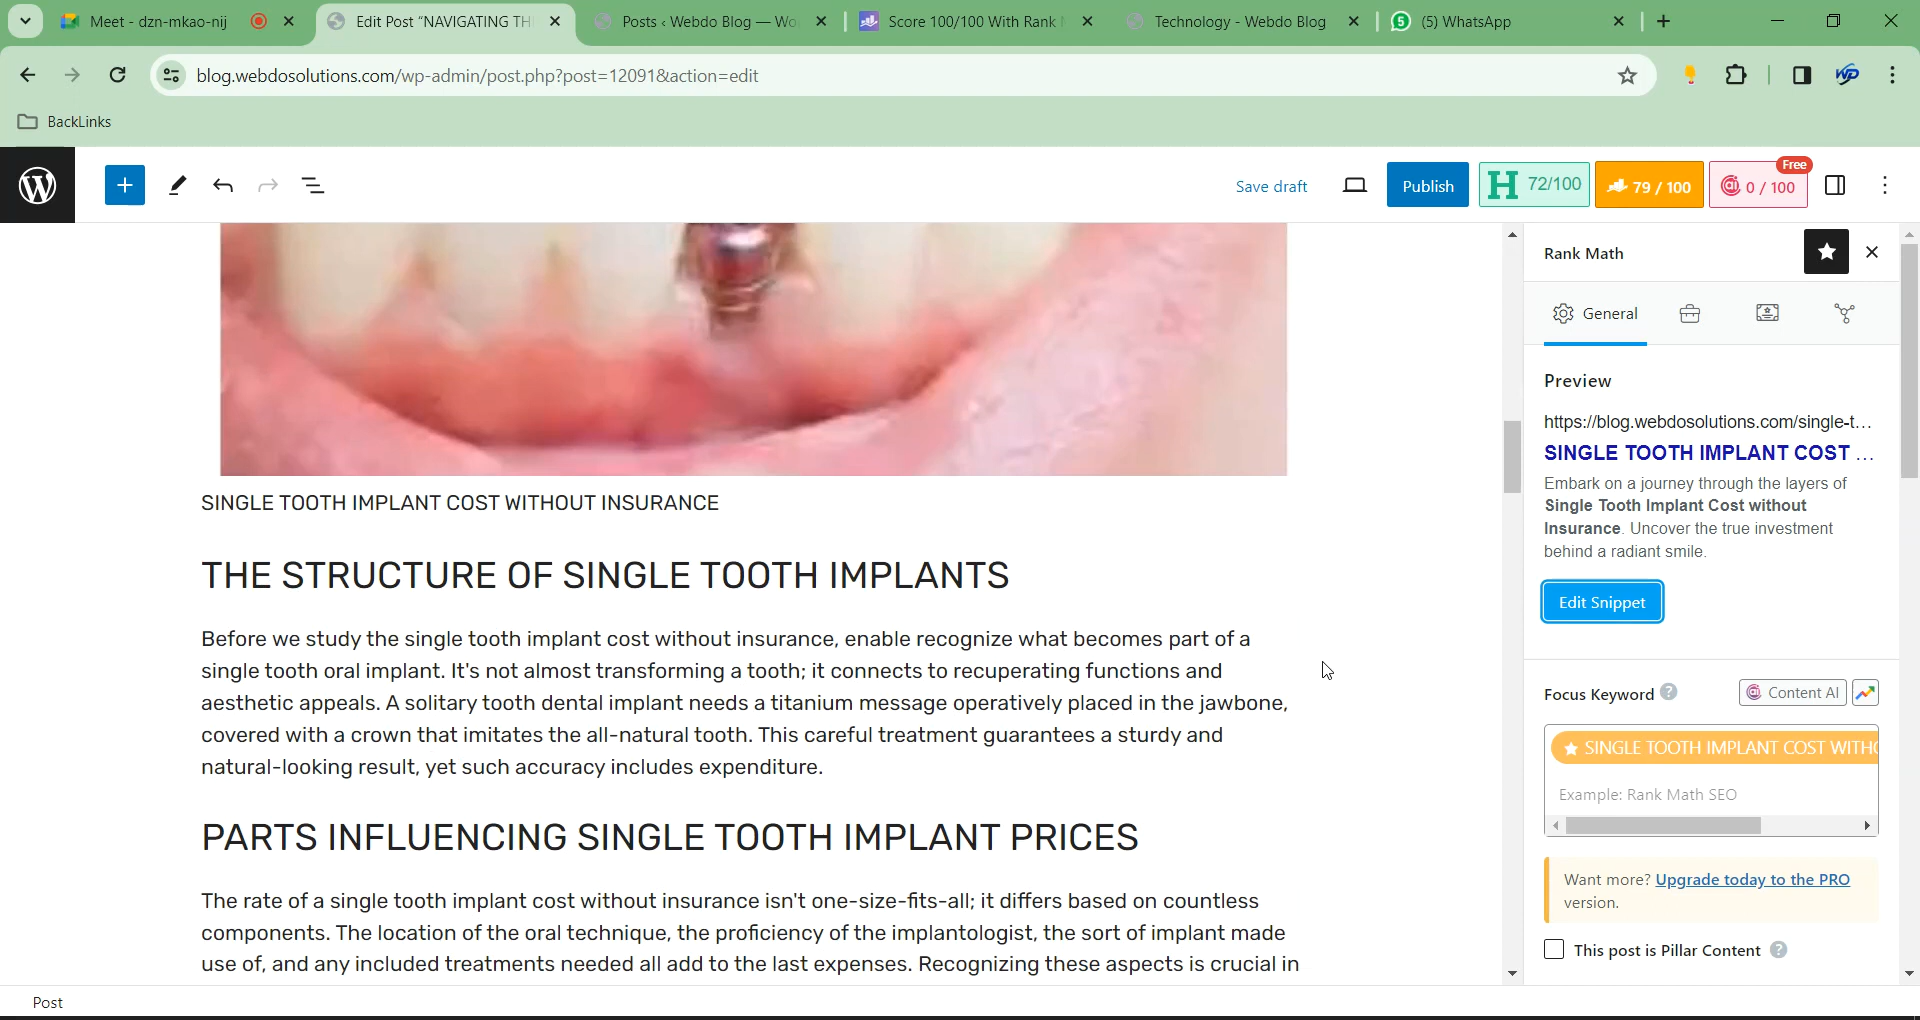 Meet - dzn-mkao-nij
Edit Post "NAVIGATING TH
Posts ‹ Webdo Blog — Wo
Score 100/100 With Rank
Technology - Webdo Blog
(5) WhatsApp
blog.webdosolutions.com/wp-admin/post.php?post=12091&action=edit
BackLinks
Save draft
Publish
H 72/100
79 / 100
0 / 100
Free
SINGLE TOOTH IMPLANT COST WITHOUT INSURANCE
THE STRUCTURE OF SINGLE TOOTH IMPLANTS
Before we study the single tooth implant cost without insurance, enable recognize what becomes part of a
single tooth oral implant. It's not almost transforming a tooth; it connects to recuperating functions and
aesthetic appeals. A solitary tooth dental implant needs a titanium message operatively placed in the jawbone,
covered with a crown that imitates the all-natural tooth. This careful treatment guarantees a sturdy and
natural-looking result, yet such accuracy includes expenditure.
PARTS INFLUENCING SINGLE TOOTH IMPLANT PRICES
The rate of a single tooth implant cost without insurance isn't one-size-fits-all; it differs based on countless
components. The location of the oral technique, the proficiency of the implantologist, the sort of implant made
use of, and any included treatments needed all add to the last expenses. Recognizing these aspects is crucial in
Rank Math
General
Preview
https://blog.webdosolutions.com/single-t...
SINGLE TOOTH IMPLANT COST ...
Embark on a journey through the layers of
Single Tooth Implant Cost without
Insurance. Uncover the true investment
behind a radiant smile.
Edit Snippet
Focus Keyword
Content AI
SINGLE TOOTH IMPLANT COST WITHO
Example: Rank Math SEO
Want more? Upgrade today to the PRO
version.
This post is Pillar Content
Post